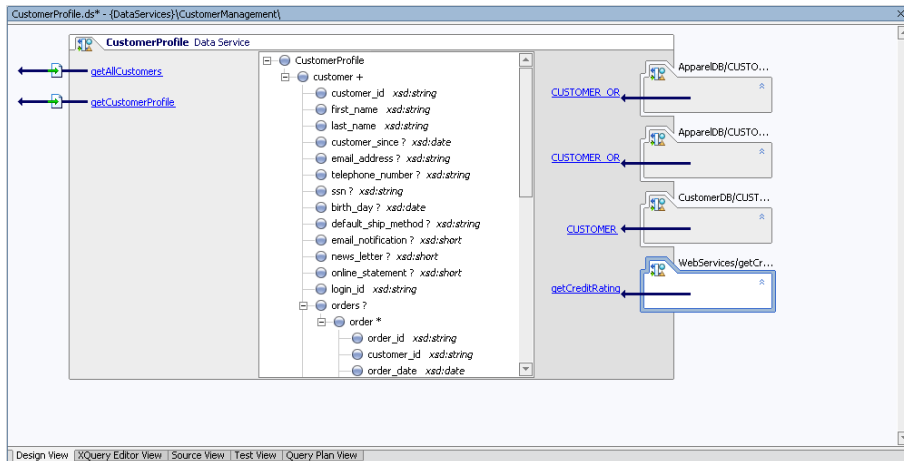 CustomerProfile.ds* - {DataServices}\CustomerManagement\
CustomerProfile Data Service
getAllCustomers
getCustomerProfile
CustomerProfile
customer +
customer_id xsd:string
first_name xsd:string
last_name xsd:string
customer_since ? xsd:date
email_address ? xsd:string
telephone_number ? xsd:string
ssn ? xsd:string
birth_day ? xsd:date
default_ship_method ? xsd:string
email_notification ? xsd:short
news_letter ? xsd:short
online_statement ? xsd:short
login_id xsd:string
orders ?
order *
order_id xsd:string
customer_id xsd:string
order_date xsd:date
ApparelDB/CUSTO...
CUSTOMER_OR
ApparelDB/CUSTO...
CUSTOMER_OR
CustomerDB/CUST...
CUSTOMER
WebServices/getCr...
getCreditRating
Design View XQuery Editor View Source View Test View Query Plan View